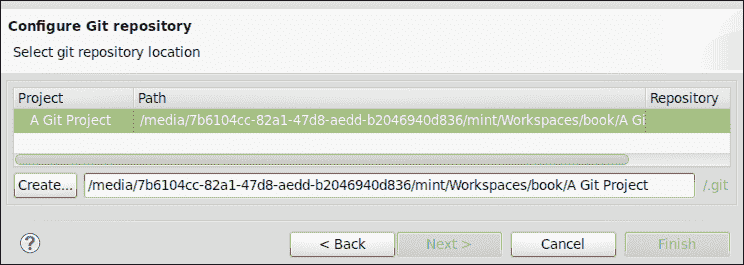 Configure Git repository
Select git repository location
Project Path Repository
A Git Project /media/7b6104cc-82a1-47d8-aedd-b2046940d836/mint/Workspaces/book/A Gi
Create... /media/7b6104cc-82a1-47d8-aedd-b2046940d836/mint/Workspaces/book/A Git Project /.git
? < Back Next > Cancel Finish